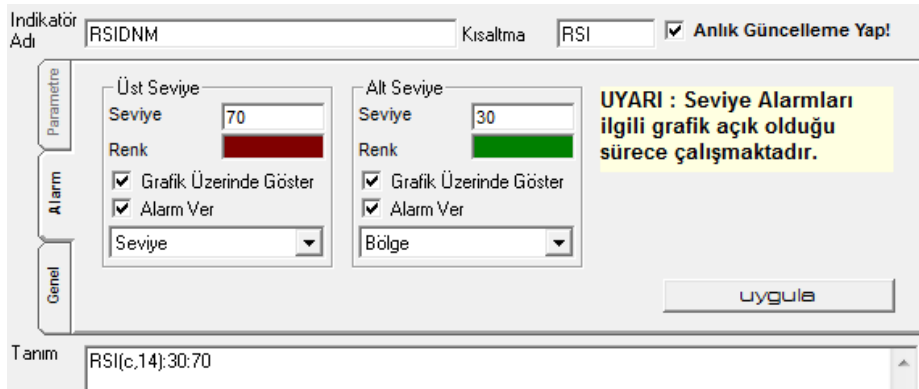 Indikatör
Adı
RSIDNM
Kısaltma
RSI
Anlık Güncelleme Yap!
Parametre
Alarm
Genel
Üst Seviye
Seviye
70
Renk
Grafik Üzerinde Göster
Alarm Ver
Seviye
Alt Seviye
Seviye
30
Renk
Grafik Üzerinde Göster
Alarm Ver
Bölge
UYARI : Seviye Alarmları
ilgili grafik açık olduğu
sürece çalışmaktadır.
uygula
Tanım
RSI(c,14):30:70